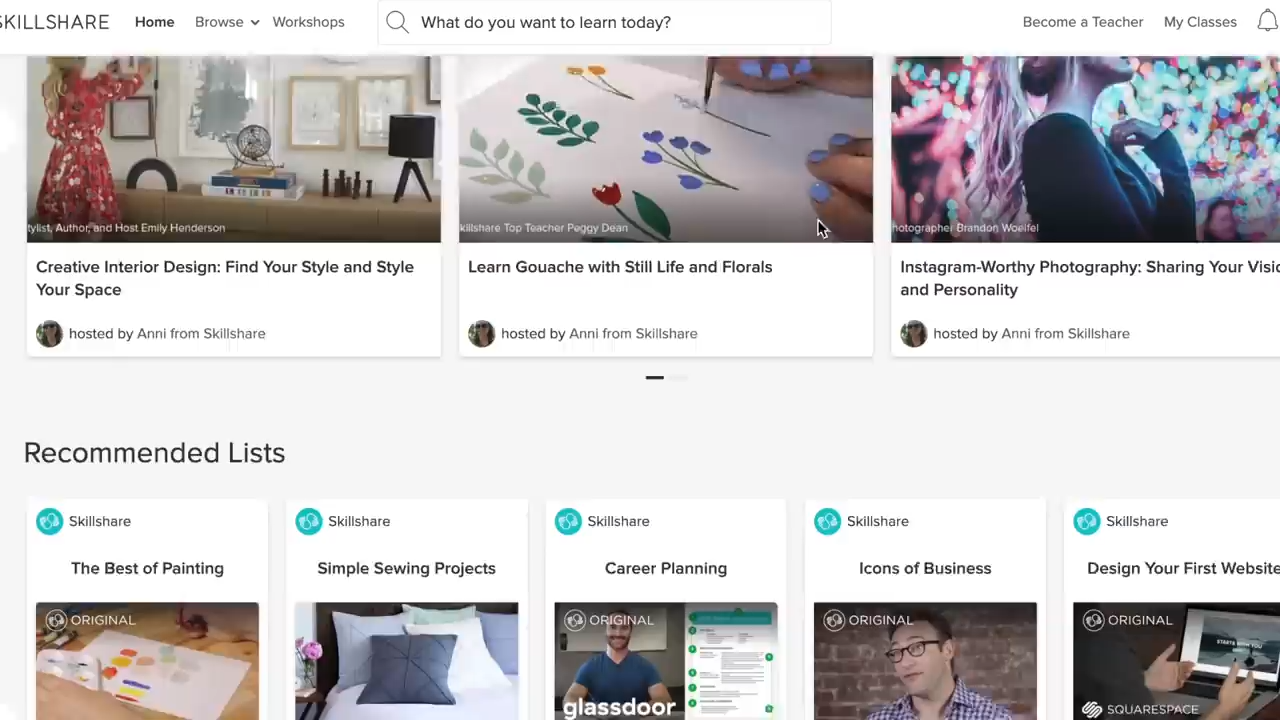 SKILLSHARE Home Browse Workshops What do you want to learn today? Become a Teacher My Classes
tylist, Author, and Host Emily Henderson
killshare Top Teacher Peggy Dean
hotographer Brandon Woelfel
Creative Interior Design: Find Your Style and Style
Your Space
hosted by Anni from Skillshare
Learn Gouache with Still Life and Florals
hosted by Anni from Skillshare
Instagram-Worthy Photography: Sharing Your Visi
and Personality
hosted by Anni from Skillshare
Recommended Lists
Skillshare
The Best of Painting
ORIGINAL
Skillshare
Simple Sewing Projects
Skillshare
Career Planning
ORIGINAL
glassdoor
Skillshare
Icons of Business
ORIGINAL
Skillshare
Design Your First Website
ORIGINAL
STARTS WITH YOU
SQUARESPACE